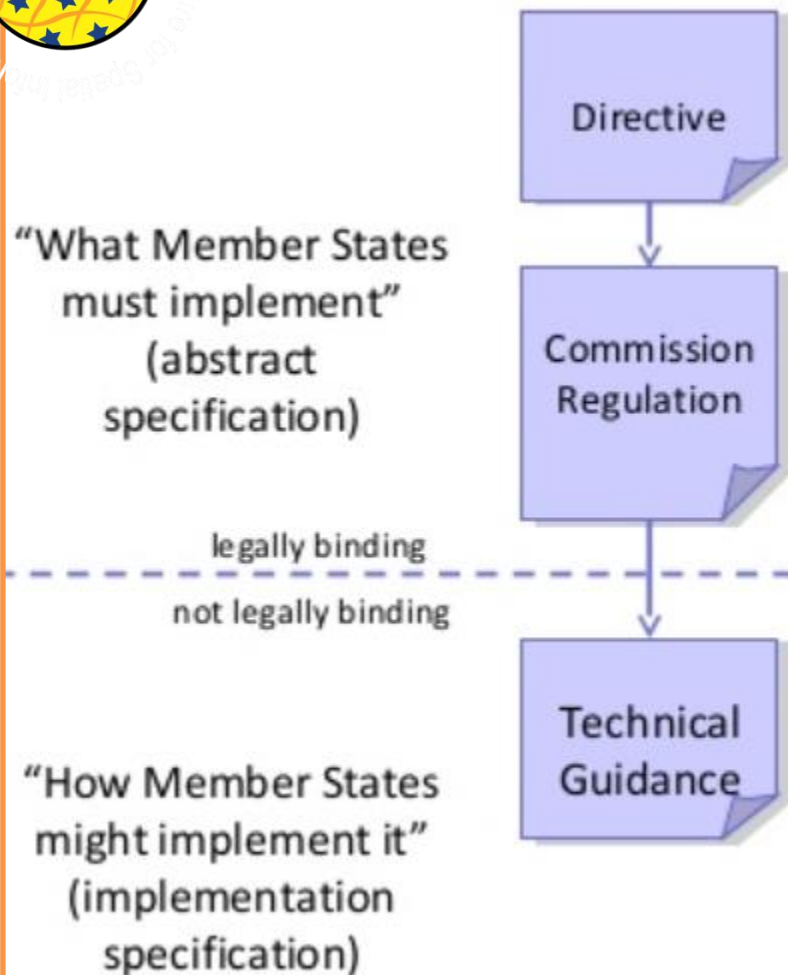 Directive
“What Member States
must implement”
(abstract
specification)
Commission
Regulation
legally binding
not legally binding
Technical
Guidance
“How Member States
might implement it”
(implementation
specification)